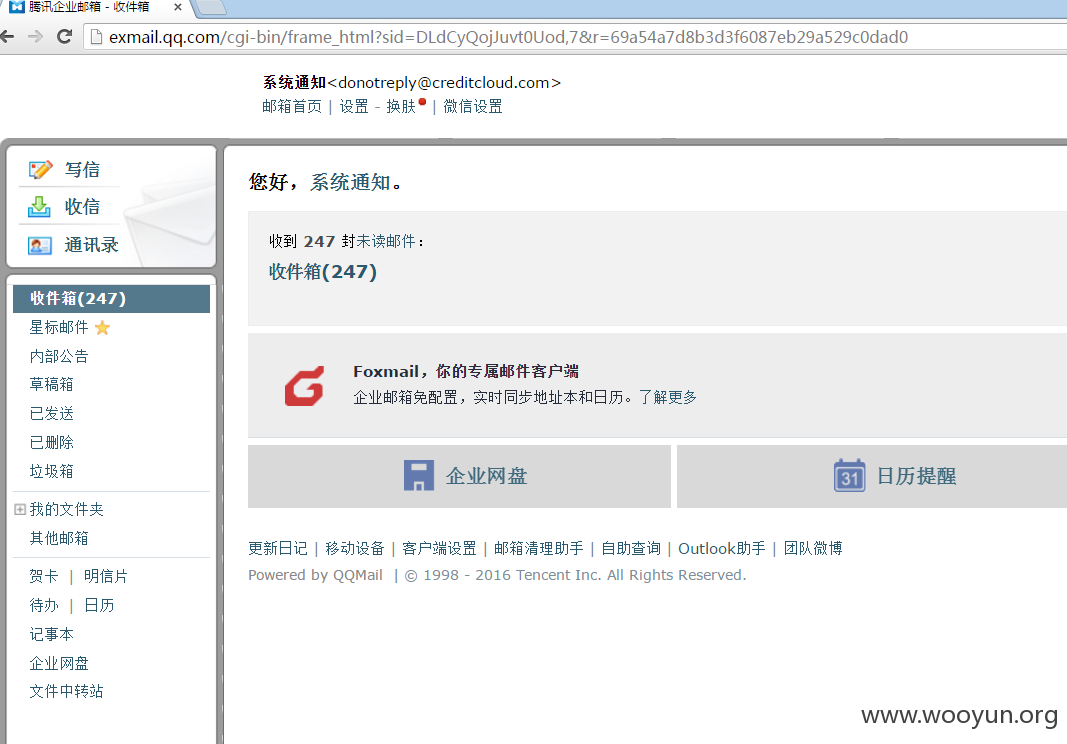 腾讯企业邮箱 - 收件箱
exmail.qq.com/cgi-bin/frame_html?sid=DLdCyQojJuvt0Uod,7&r=69a54a7d8b3d3f6087eb29a529c0dad0
系统通知<donotreply@creditcloud.com>
邮箱首页 | 设置 - 换肤 | 微信设置
写信
收信
通讯录
收件箱(247)
星标邮件
内部公告
草稿箱
已发送
已删除
垃圾箱
我的文件夹
其他邮箱
贺卡 | 明信片
待办 | 日历
记事本
企业网盘
文件中转站
您好，系统通知。
收到 247 封未读邮件：
收件箱(247)
Foxmail，你的专属邮件客户端
企业邮箱免配置，实时同步地址本和日历。了解更多
企业网盘
31 日历提醒
更新日记 | 移动设备 | 客户端设置 | 邮箱清理助手 | 自助查询 | Outlook助手 | 团队微博
Powered by QQMail | © 1998 - 2016 Tencent Inc. All Rights Reserved.
www.wooyun.org